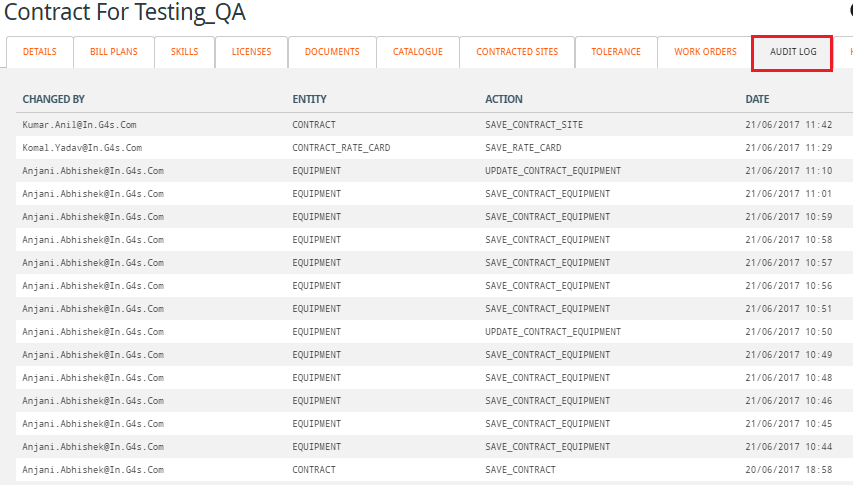 Contract For Testing_QA
DETAILS BILL PLANS SKILLS LICENSES DOCUMENTS CATALOGUE CONTRACTED SITES TOLERANCE WORK ORDERS AUDIT LOG
CHANGED BY ENTITY ACTION DATE
Kumar.Anil@In.G4s.Com CONTRACT SAVE_CONTRACT_SITE 21/06/2017 11:42
Komal.Yadav@In.G4s.Com CONTRACT_RATE_CARD SAVE_RATE_CARD 21/06/2017 11:29
Anjani.Abhishek@In.G4s.Com EQUIPMENT UPDATE_CONTRACT_EQUIPMENT 21/06/2017 11:10
Anjani.Abhishek@In.G4s.Com EQUIPMENT SAVE_CONTRACT_EQUIPMENT 21/06/2017 11:01
Anjani.Abhishek@In.G4s.Com EQUIPMENT SAVE_CONTRACT_EQUIPMENT 21/06/2017 10:59
Anjani.Abhishek@In.G4s.Com EQUIPMENT SAVE_CONTRACT_EQUIPMENT 21/06/2017 10:58
Anjani.Abhishek@In.G4s.Com EQUIPMENT SAVE_CONTRACT_EQUIPMENT 21/06/2017 10:57
Anjani.Abhishek@In.G4s.Com EQUIPMENT SAVE_CONTRACT_EQUIPMENT 21/06/2017 10:56
Anjani.Abhishek@In.G4s.Com EQUIPMENT SAVE_CONTRACT_EQUIPMENT 21/06/2017 10:51
Anjani.Abhishek@In.G4s.Com EQUIPMENT UPDATE_CONTRACT_EQUIPMENT 21/06/2017 10:50
Anjani.Abhishek@In.G4s.Com EQUIPMENT SAVE_CONTRACT_EQUIPMENT 21/06/2017 10:49
Anjani.Abhishek@In.G4s.Com EQUIPMENT SAVE_CONTRACT_EQUIPMENT 21/06/2017 10:48
Anjani.Abhishek@In.G4s.Com EQUIPMENT SAVE_CONTRACT_EQUIPMENT 21/06/2017 10:46
Anjani.Abhishek@In.G4s.Com EQUIPMENT SAVE_CONTRACT_EQUIPMENT 21/06/2017 10:45
Anjani.Abhishek@In.G4s.Com EQUIPMENT SAVE_CONTRACT_EQUIPMENT 21/06/2017 10:44
Anjani.Abhishek@In.G4s.Com CONTRACT SAVE_CONTRACT 20/06/2017 18:58